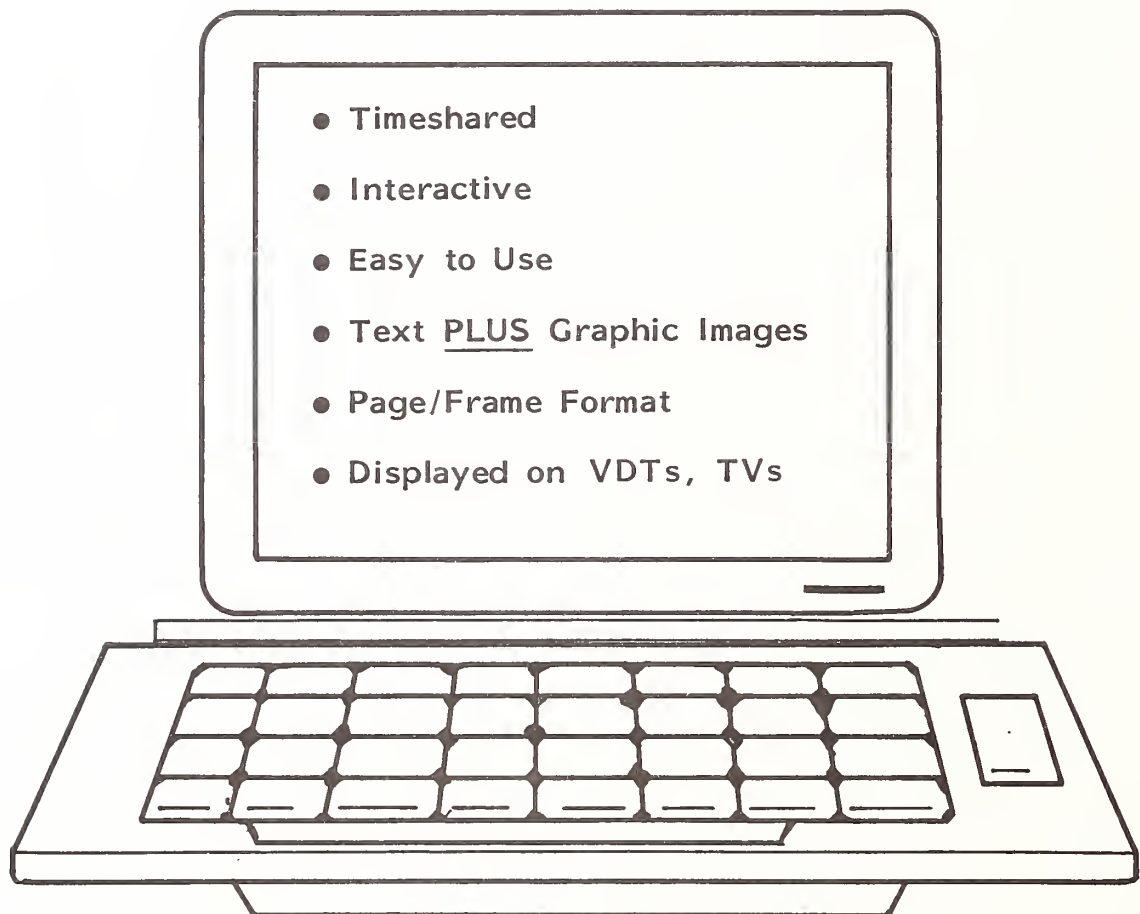 • Timeshared
• Interactive
• Easy to Use
• Text PLUS Graphic Images
• Page/Frame Format
• Displayed on VDTs, TVs